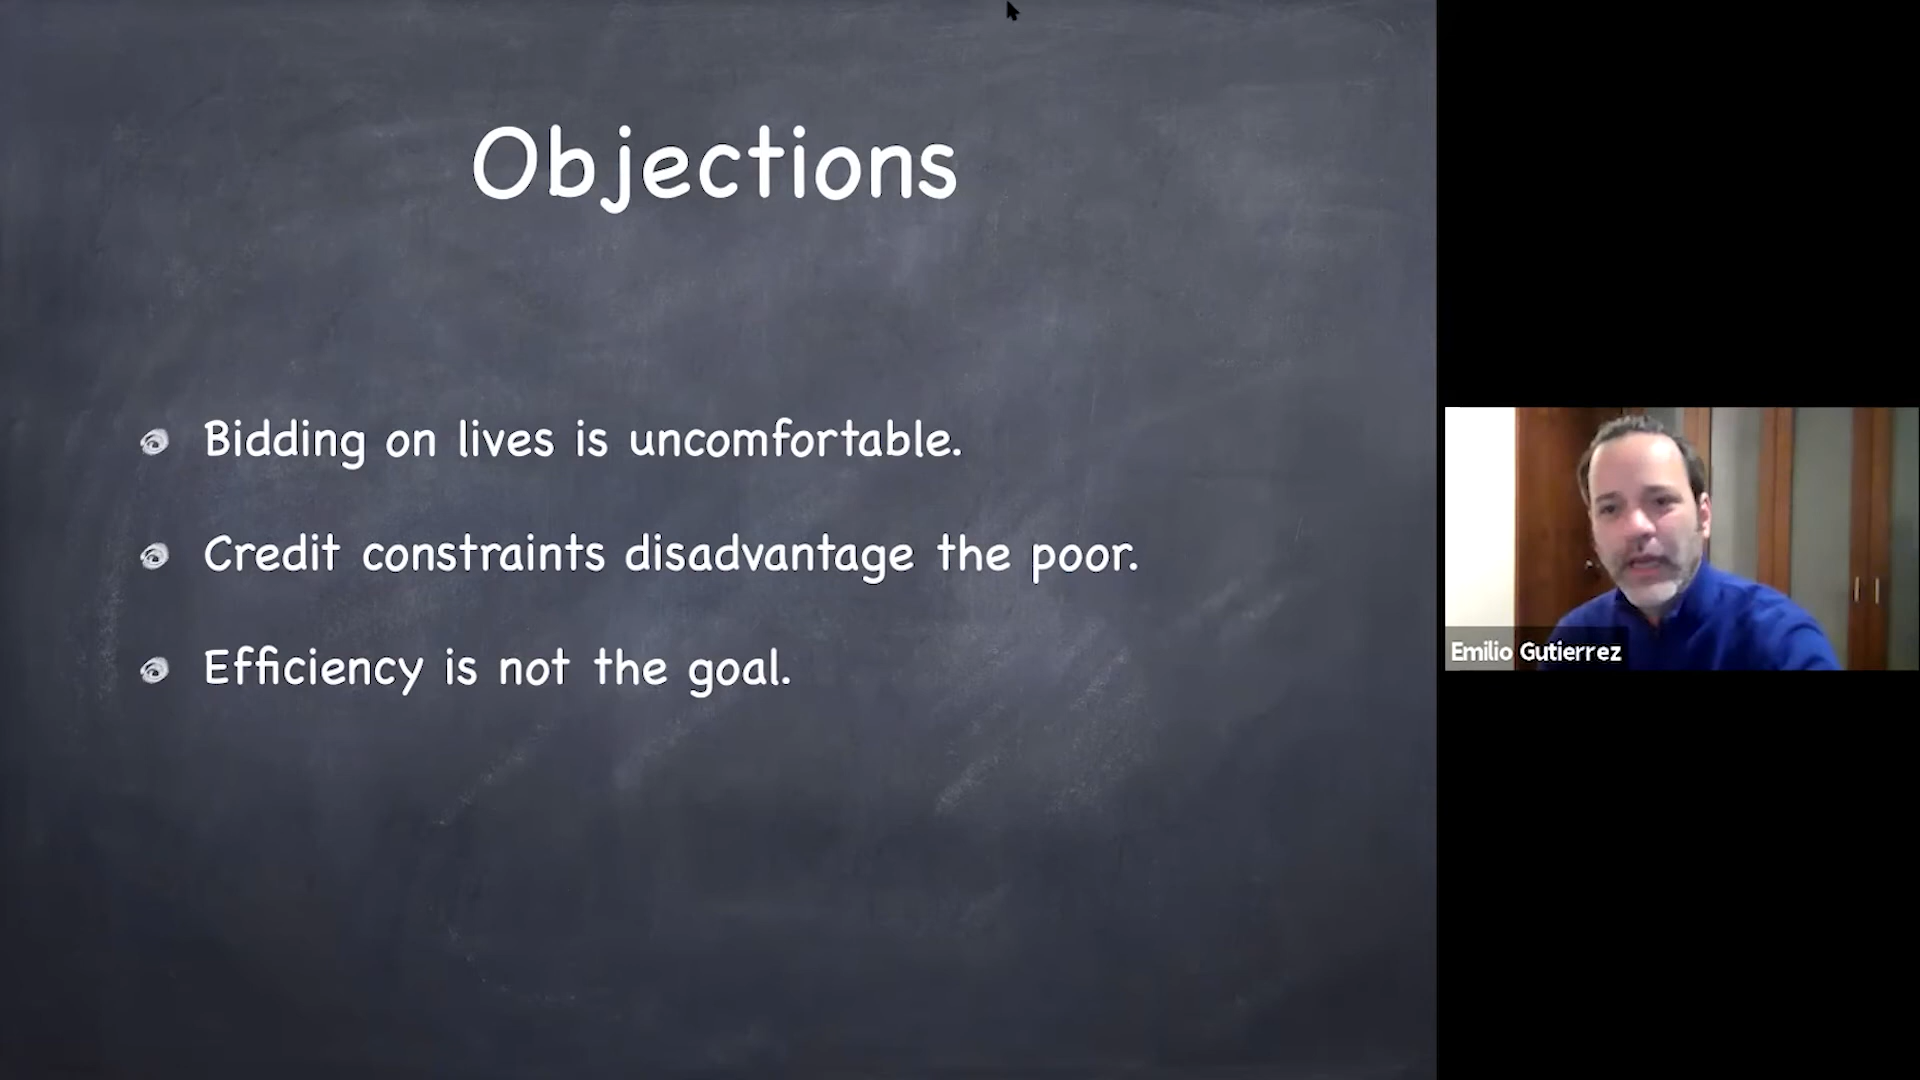 Objections
Bidding on lives is uncomfortable.
Credit constraints disadvantage the poor.
Efficiency is not the goal.
Emilio Gutierrez